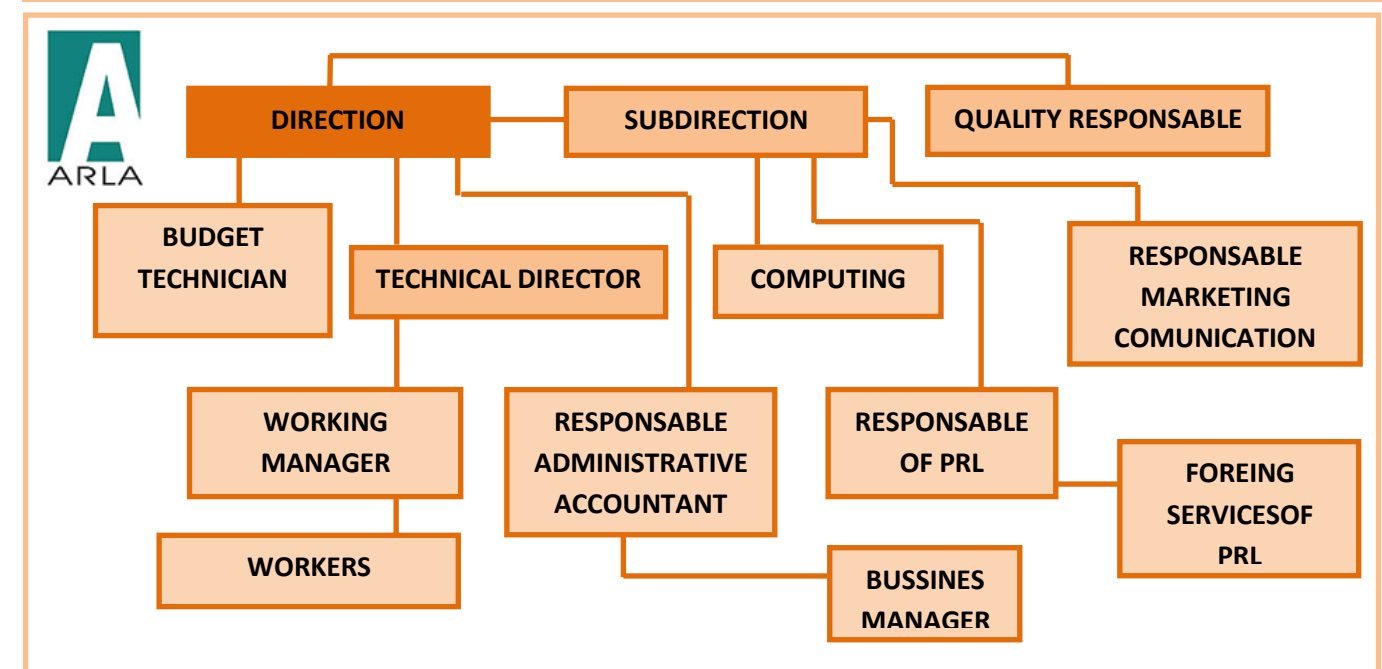 ARLA
DIRECTION
SUBDIRECTION
QUALITY RESPONSABLE
BUDGET
TECHNICIAN
TECHNICAL DIRECTOR
COMPUTING
RESPONSABLE
MARKETING
COMUNICATION
WORKING
MANAGER
RESPONSABLE
ADMINISTRATIVE
ACCOUNTANT
RESPONSABLE
OF PRL
FOREING
SERVICESOF
PRL
WORKERS
BUSSINES
MANAGER